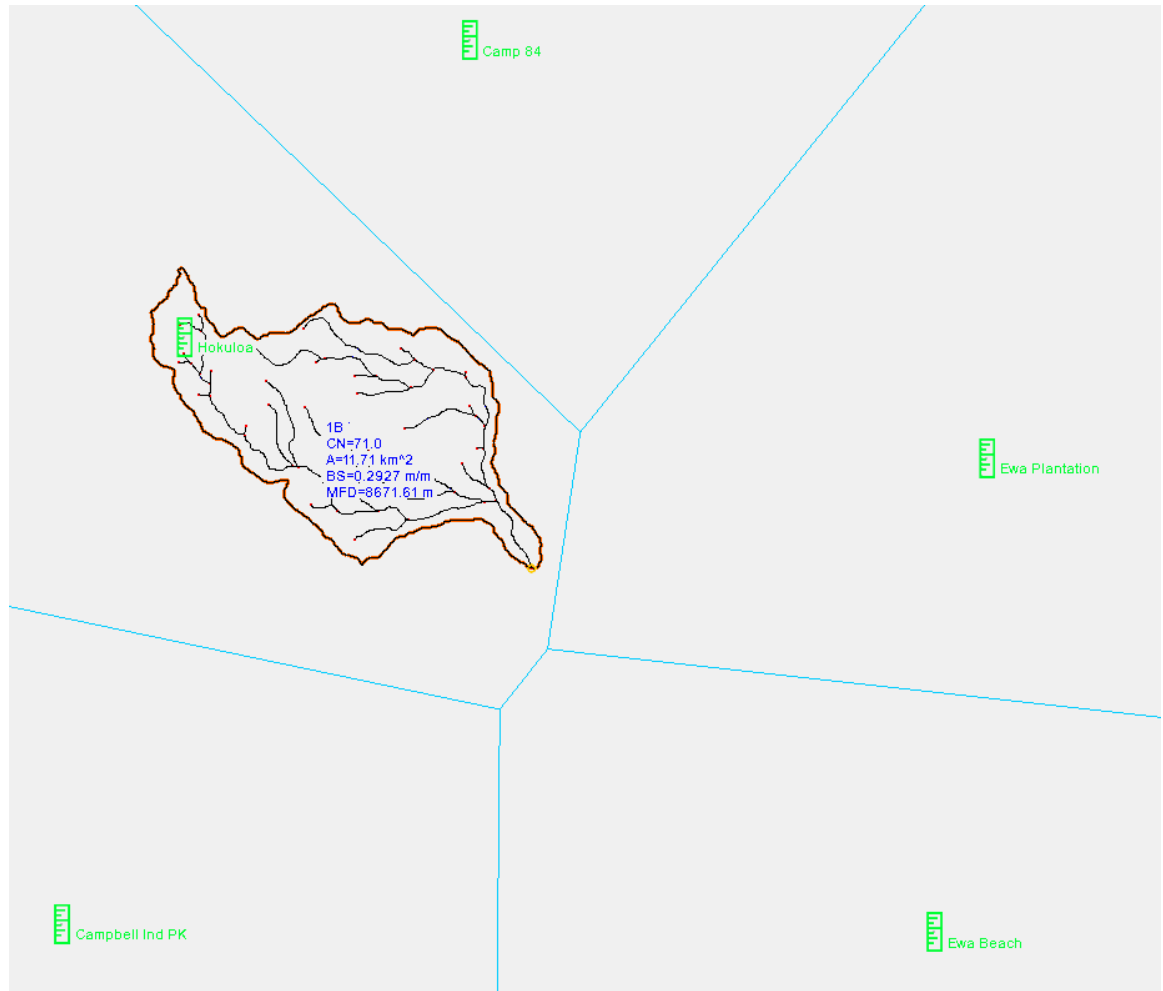 Camp 84
Hokuloa
1B
CN=71.0
A=11.71 km^2
BS=0.2927 m/m
MFD=8671.61 m
Ewa Plantation
Campbell Ind PK
Ewa Beach